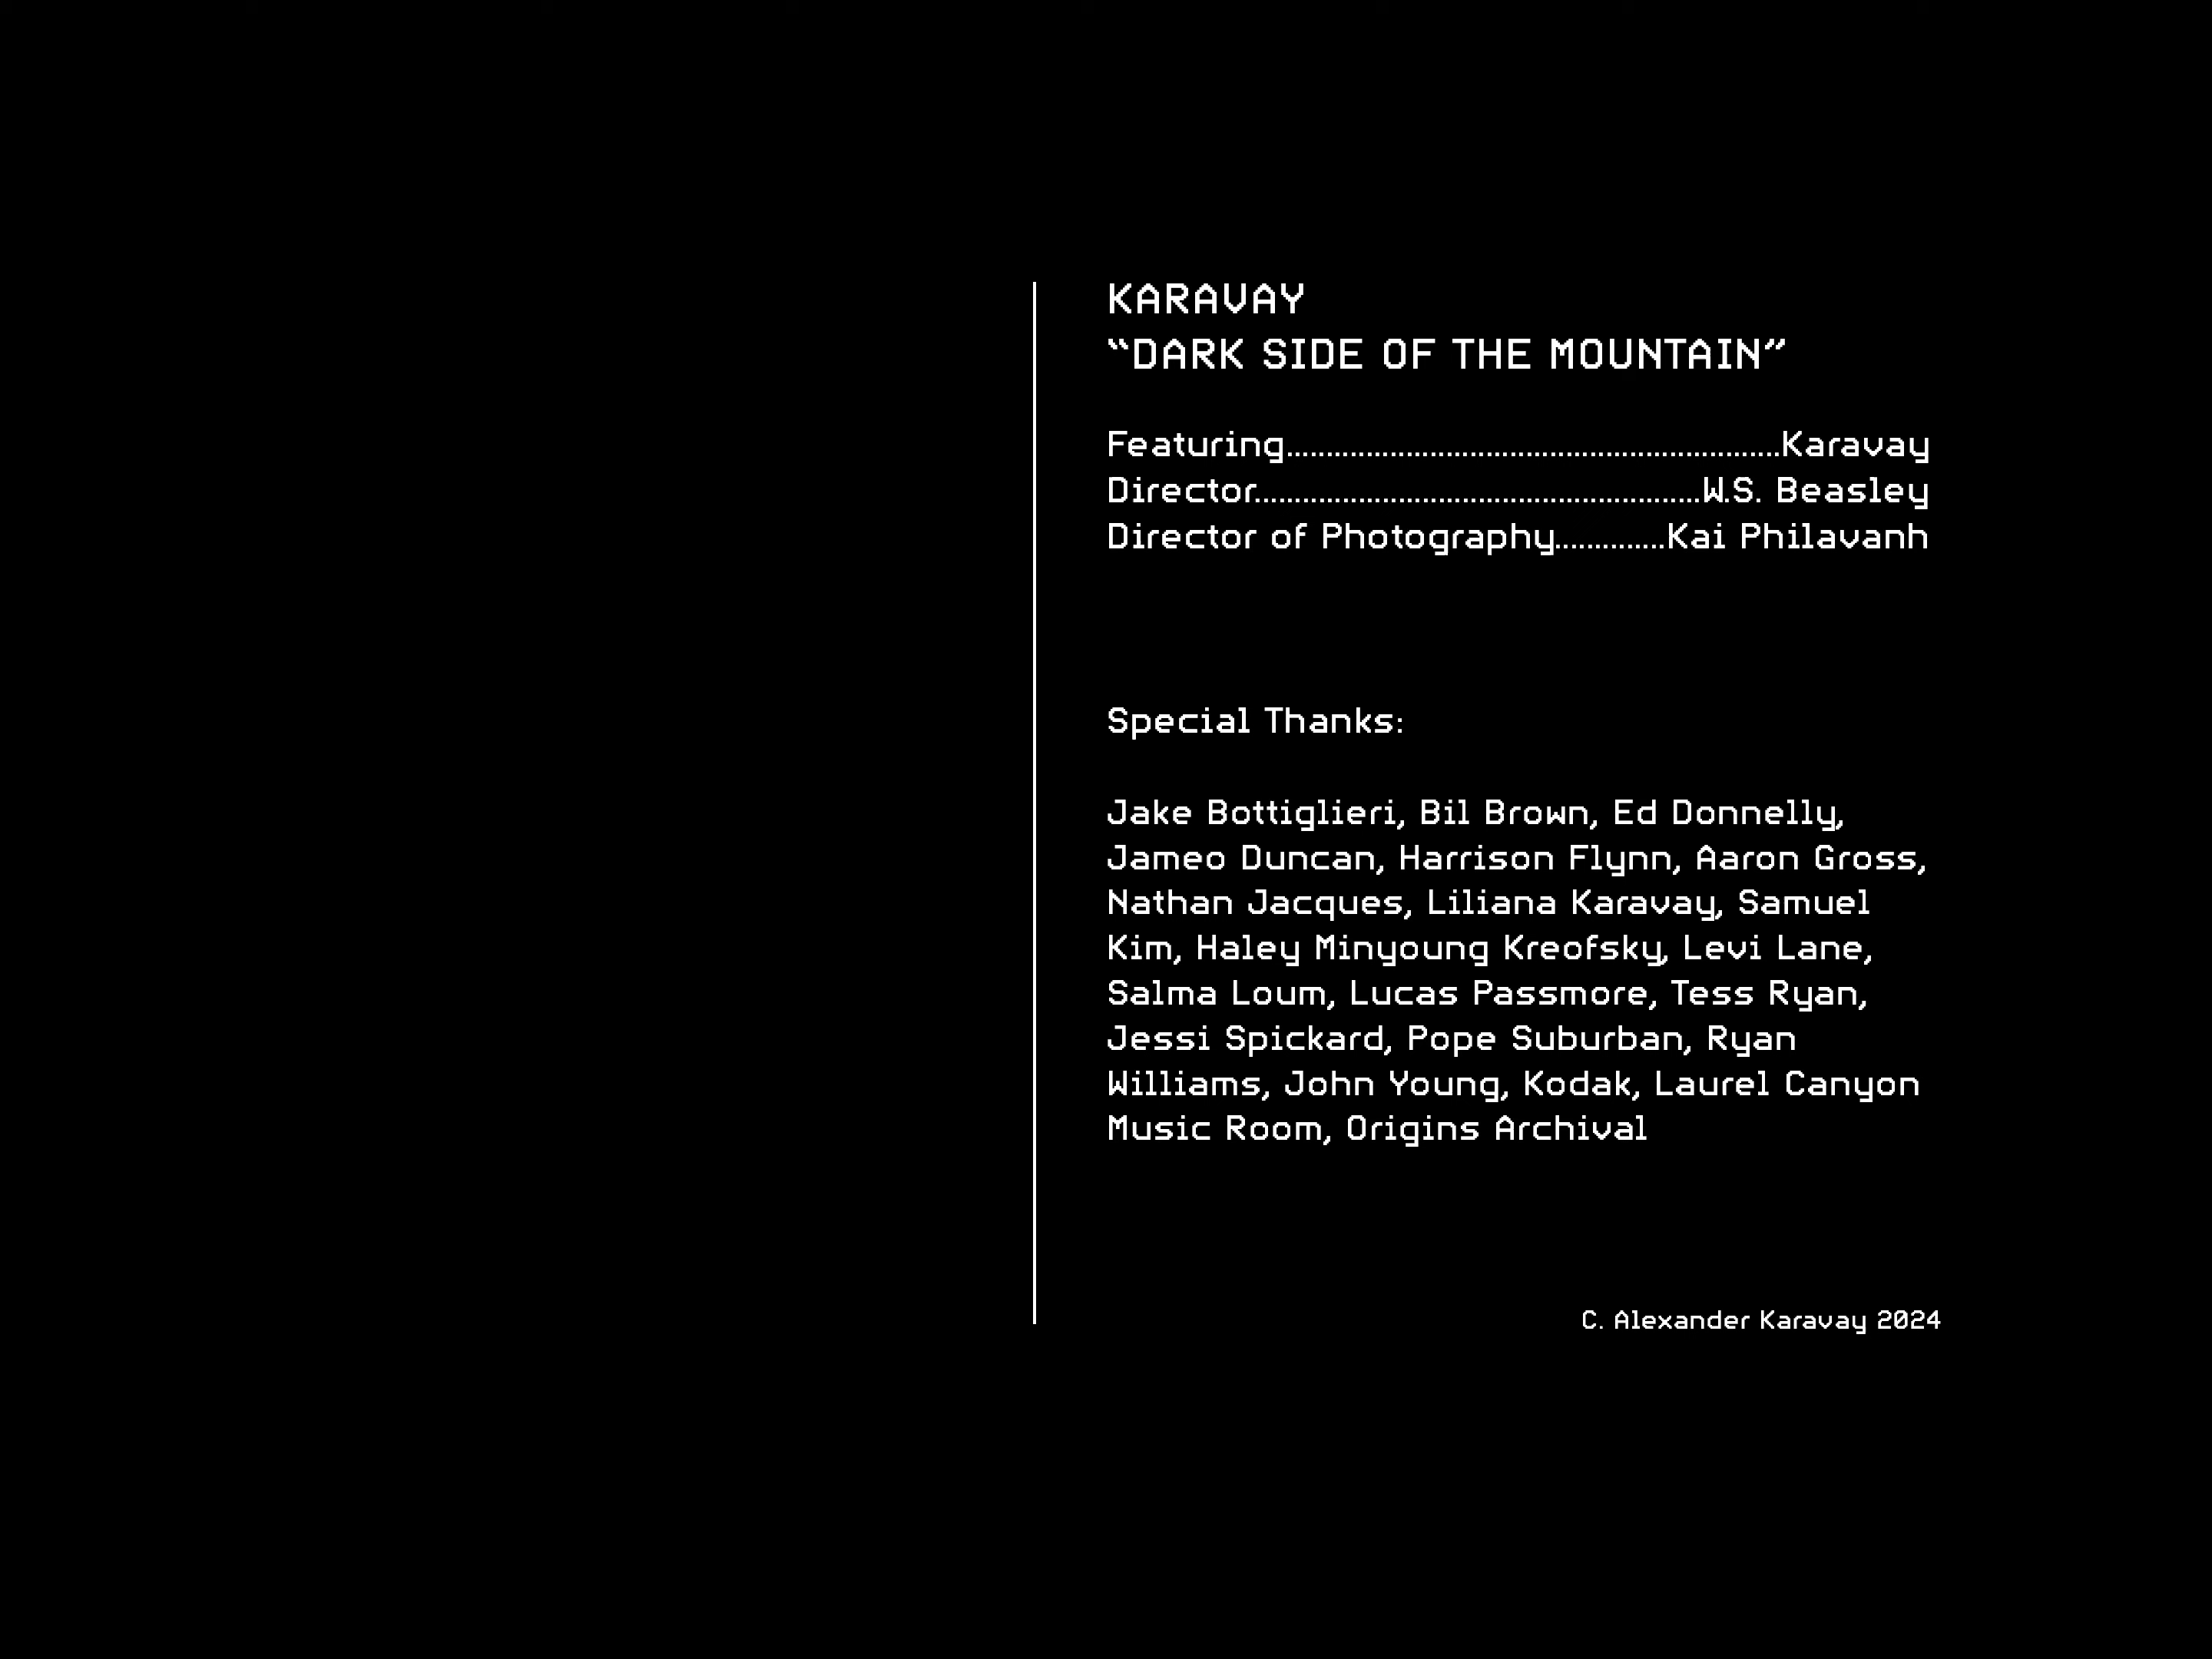 KARAVAY
“DARK SIDE OF THE MOUNTAIN”
Featuring..............................................................Karavay
Director........................................................W.S. Beasley
Director of Photography..............Kai Philavanh
Special Thanks:
Jake Bottiglieri, Bil Brown, Ed Donnelly,
Jameo Duncan, Harrison Flynn, Aaron Gross,
Nathan Jacques, Liliana Karavay, Samuel
Kim, Haley Minyoung Kreofsky, Levi Lane,
Salma Loum, Lucas Passmore, Tess Ryan,
Jessi Spickard, Pope Suburban, Ryan
Williams, John Young, Kodak, Laurel Canyon
Music Room, Origins Archival
C. Alexander Karavay 2024